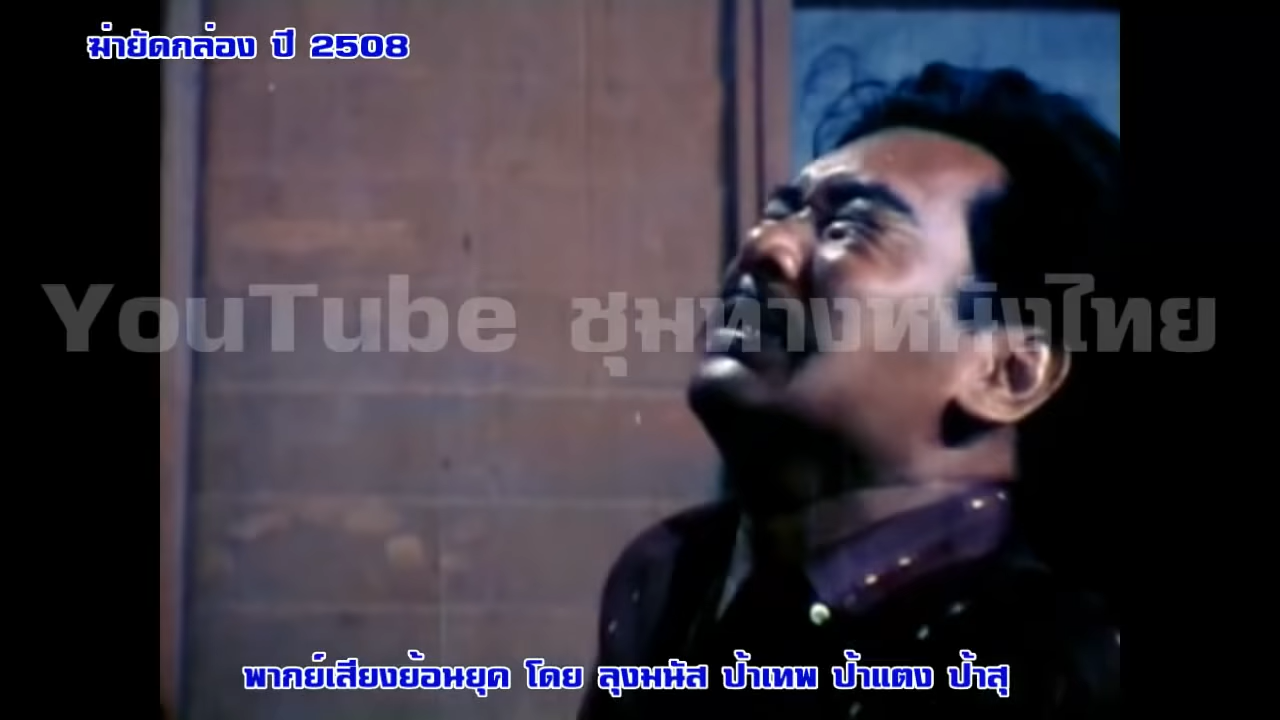 ฆ่ายัดกล่อง ปี 2508
YouTube ชุมทางหนังไทย
พากย์เสียงย้อนยุค โดย ลุงมนัส ป้าเทพ ป้าแตง ป้าสุ